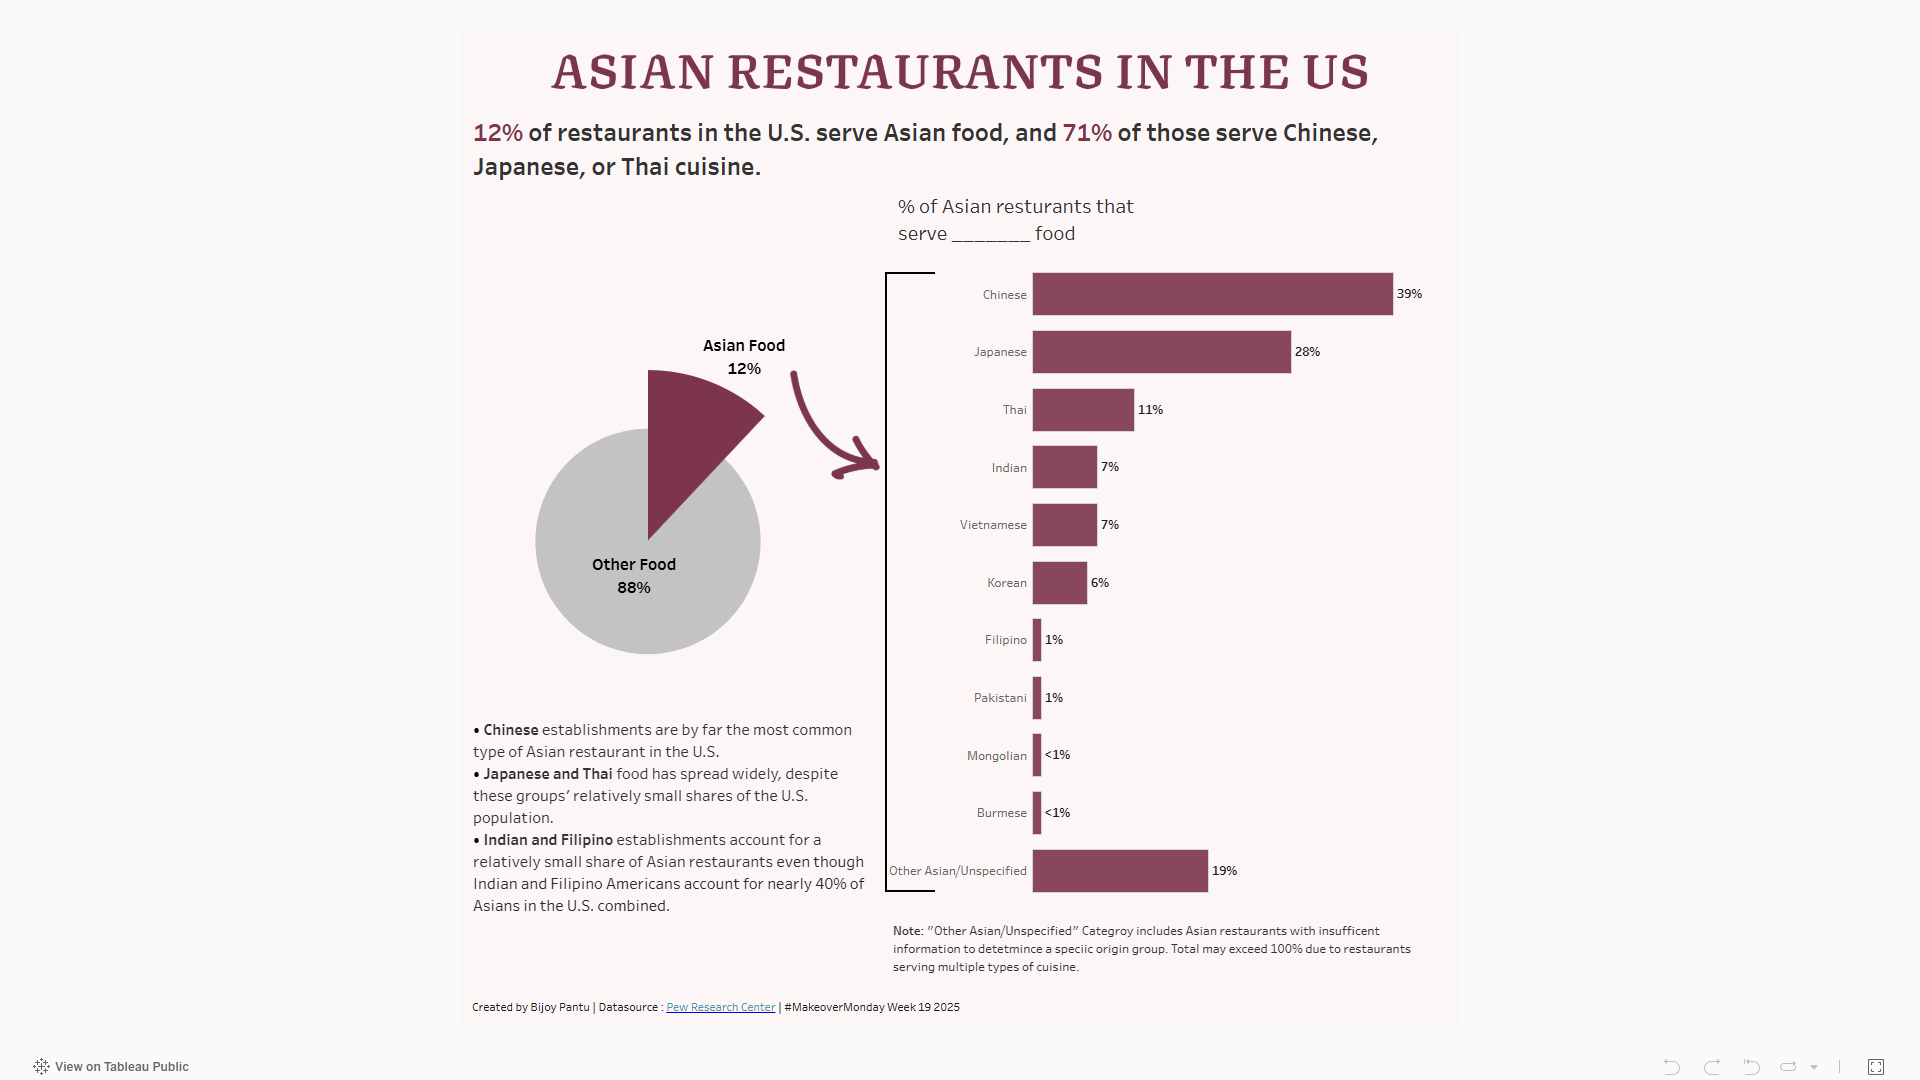 ASIAN RESTAURANTS IN THE US
12% of restaurants in the U.S. serve Asian food, and 71% of those serve Chinese,
Japanese, or Thai cuisine.
% of Asian resturants that
serve _______ food
Asian Food
12%
Other Food
88%
Chinese 39%
Japanese 28%
Thai 11%
Indian 7%
Vietnamese 7%
Korean 6%
Filipino 1%
Pakistani 1%
Mongolian <1%
Burmese <1%
Other Asian/Unspecified 19%
• Chinese establishments are by far the most common
type of Asian restaurant in the U.S.
• Japanese and Thai food has spread widely, despite
these groups’ relatively small shares of the U.S.
population.
• Indian and Filipino establishments account for a
relatively small share of Asian restaurants even though
Indian and Filipino Americans account for nearly 40% of
Asians in the U.S. combined.
Note: "Other Asian/Unspecified" Categroy includes Asian restaurants with insufficent
information to detetmince a speciic origin group. Total may exceed 100% due to restaurants
serving multiple types of cuisine.
Created by Bijoy Pantu | Datasource : Pew Research Center | #MakeoverMonday Week 19 2025
View on Tableau Public